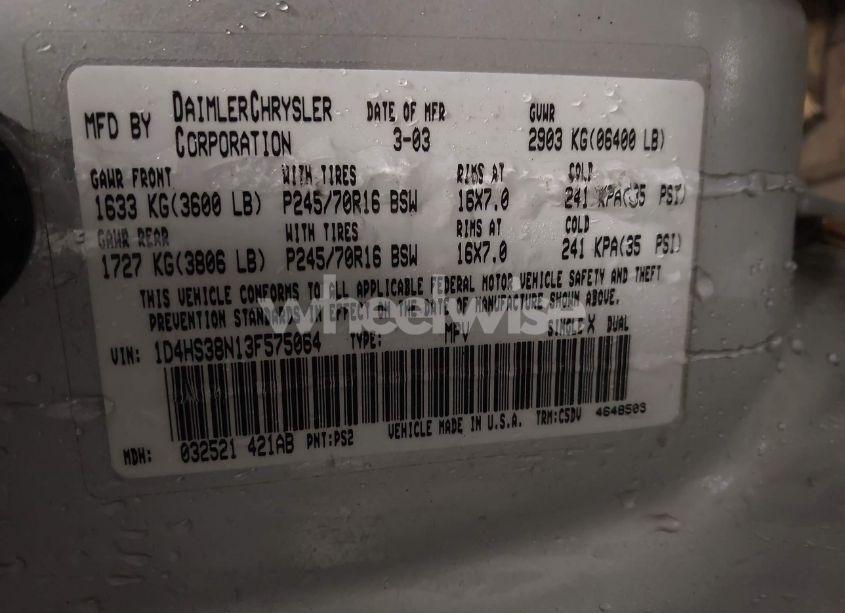 MFD BY DAIMLERCHRYSLER CORPORATION DATE OF MFR 3-03 GVWR 2903 KG(06400 LB)
GAWR FRONT WITH TIRES RIMS AT COLD
1633 KG(3600 LB) P245/70R16 BSW 16X7.0 241 KPA(35 PSI)
GAWR REAR WITH TIRES RIMS AT COLD
1727 KG(3806 LB) P245/70R16 BSW 16X7.0 241 KPA(35 PSI)
THIS VEHICLE CONFORMS TO ALL APPLICABLE FEDERAL MOTOR VEHICLE SAFETY AND THEFT
PREVENTION STANDARDS IN EFFECT ON THE DATE OF MANUFACTURE SHOWN ABOVE.
wheelwise
VIN: 1D4HS38N13F575064 TYPE: MPV SINGLE X DUAL
MDH: 032521 421AB PNT:PS2 VEHICLE MADE IN U.S.A. TRM:C5DV 4648503